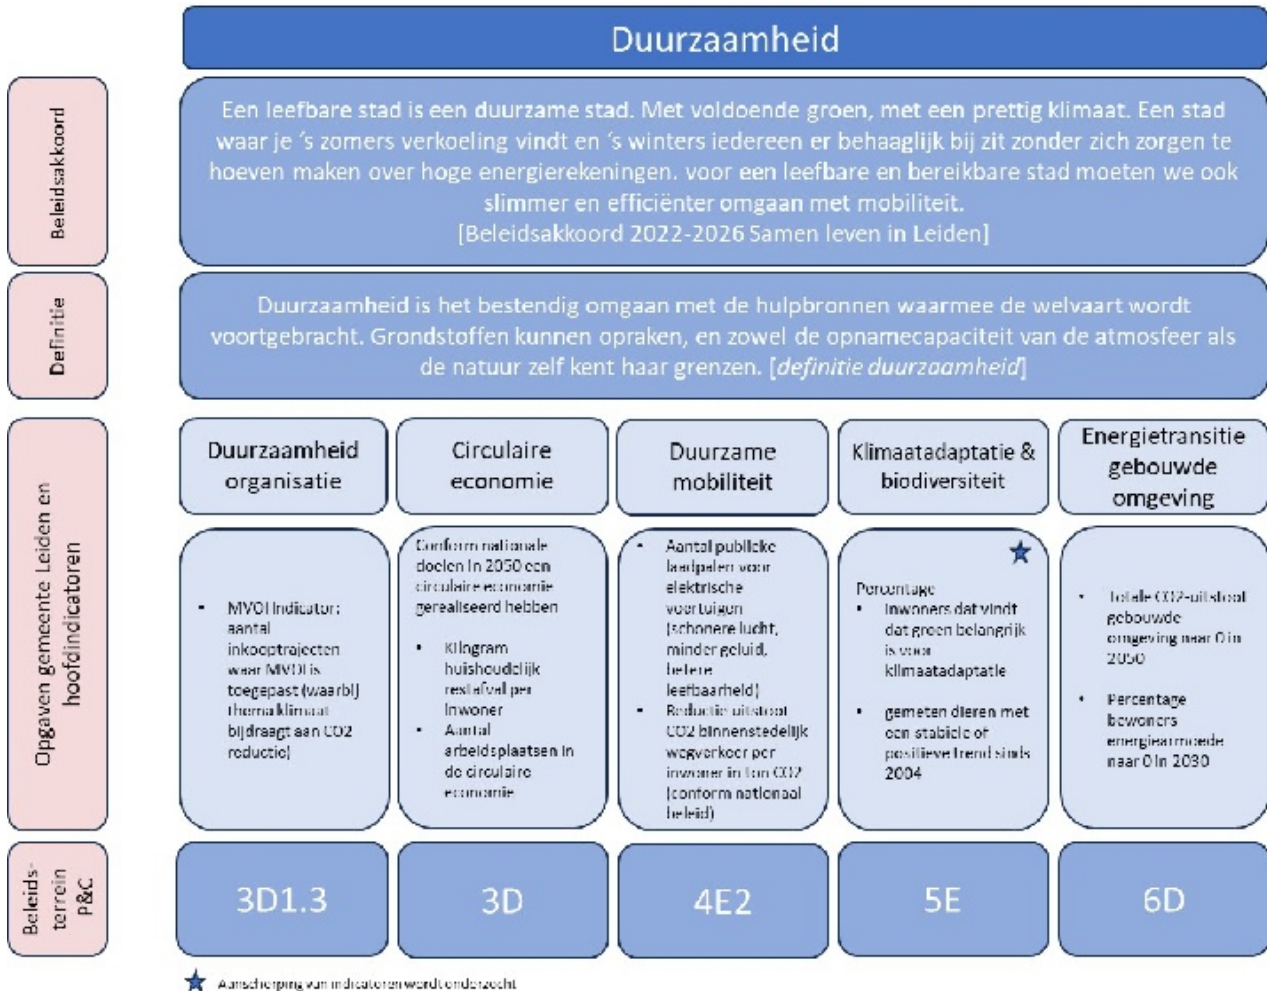 Duurzaamheid
Beleidsakkoord
Een leefbare stad is een duurzame stad. Met voldoende groen, met een prettig klimaat. Een stad
waar je ‘s zomers verkoeling vindt en ‘s winters iedereen er behaaglijk bij zit zonder zich zorgen te
hoeven maken over hoge energierekeningen. voor een leefbare en bereikbare stad moeten we ook
slimmer en efficiënter omgaan met mobiliteit.
[Beleidsakkoord 2022-2026 Samen leven in Leiden]
Definitie
Duurzaamheid is het bestendig omgaan met de hulpbronnen waarmee de welvaart wordt
voortgebracht. Grondstoffen kunnen opraken, en zowel de opnamecapaciteit van de atmosfeer als
de natuur zelf kent haar grenzen. [definitie duurzaamheid]
Opgaven gemeente Leiden en
hoofdindicatoren
Duurzaamheid
organisatie
• MVOI Indicator:
aantal
inkooptrajecten
waar MVOI is
toegepast (waarbij
thema klimaat
bijdraagt aan CO2
reductie)
Circulaire
economie
Conform nationale
doelen in 2050 een
circulaire economie
gerealiseerd hebben
• Kilogram
huishoudelijk
restafval per
inwoner
• Aantal
arbeidsplaatsen in
de circulaire
economie
Duurzame
mobiliteit
• Aantal publieke
laadpalen voor
elektrische
voertuigen
(schonere lucht,
minder geluid,
betere
leefbaarheid)
• Reductie uitstoot
CO2 binnenstedelijk
wegverkeer per
inwoner in ton CO2
(conform nationaal
beleid)
Klimaatadaptatie &
biodiversiteit
Percentage
• Inwoners dat vindt
dat groen belangrijk
is voor
klimaatadaptatie
• gemeten dieren met
een stabiele of
positieve trend sinds
2004
Energietransitie
gebouwde
omgeving
• Totale CO2-uitstoot
gebouwde
omgeving naar 0 in
2050
• Percentage
bewoners
energiearmoede
naar 0 in 2030
Beleids-
terrein
P&C
3D1.3
3D
4E2
5E
6D
Aanscherping van indicatoren wordt onderzocht